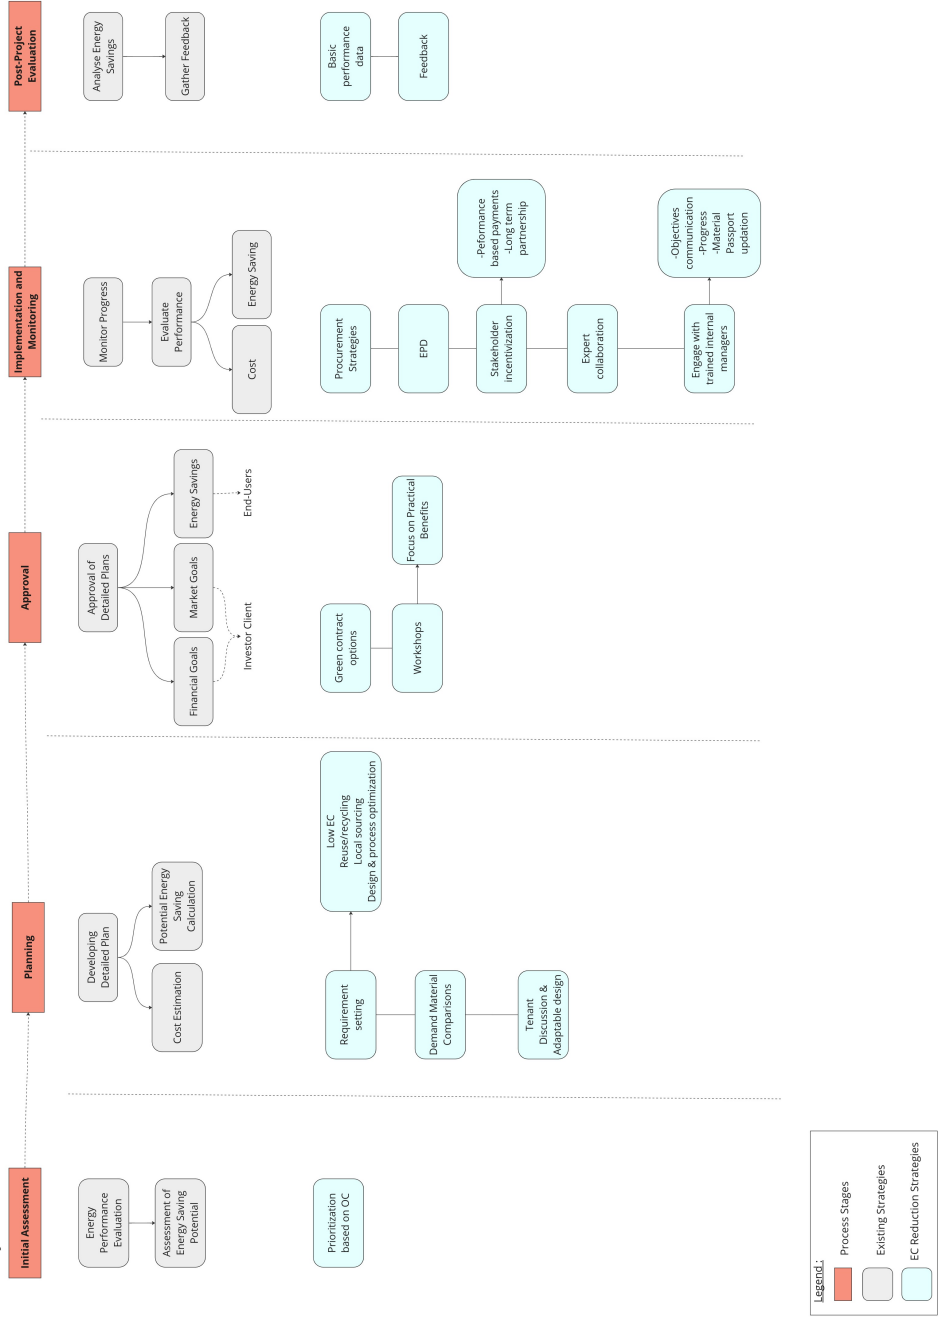 Initial Assessment
Planning
Approval
Implementation and
Monitoring
Post-Project
Evaluation
Energy
Performance
Evaluation
Assessment of
Energy Saving
Potential
Prioritization
based on OC
Developing
Detailed Plan
Cost Estimation
Potential Energy
Saving
Calculation
Requirement
setting
Low EC
Reuse/recycling
Local sourcing
Design & process optimization
Demand Material
Comparisons
Tenant
Discussion &
Adaptable design
Approval of
Detailed Plans
Financial Goals
Market Goals
Energy Savings
Investor Client
End-Users
Green contract
options
Workshops
Focus on Practical
Benefits
Monitor Progress
Evaluate
Performance
Cost
Energy Saving
Procurement
Strategies
EPD
Stakeholder
incentivization
-Peformance
based payments
-Long term
partnership
Expert
collaboration
Engage with
trained internal
managers
-Objectives
communication
-Progress
-Material
Passport
updation
Analyse Energy
Savings
Gather Feedback
Basic
performance
data
Feedback
Legend :
Process Stages
Existing Strategies
EC Reduction Strategies